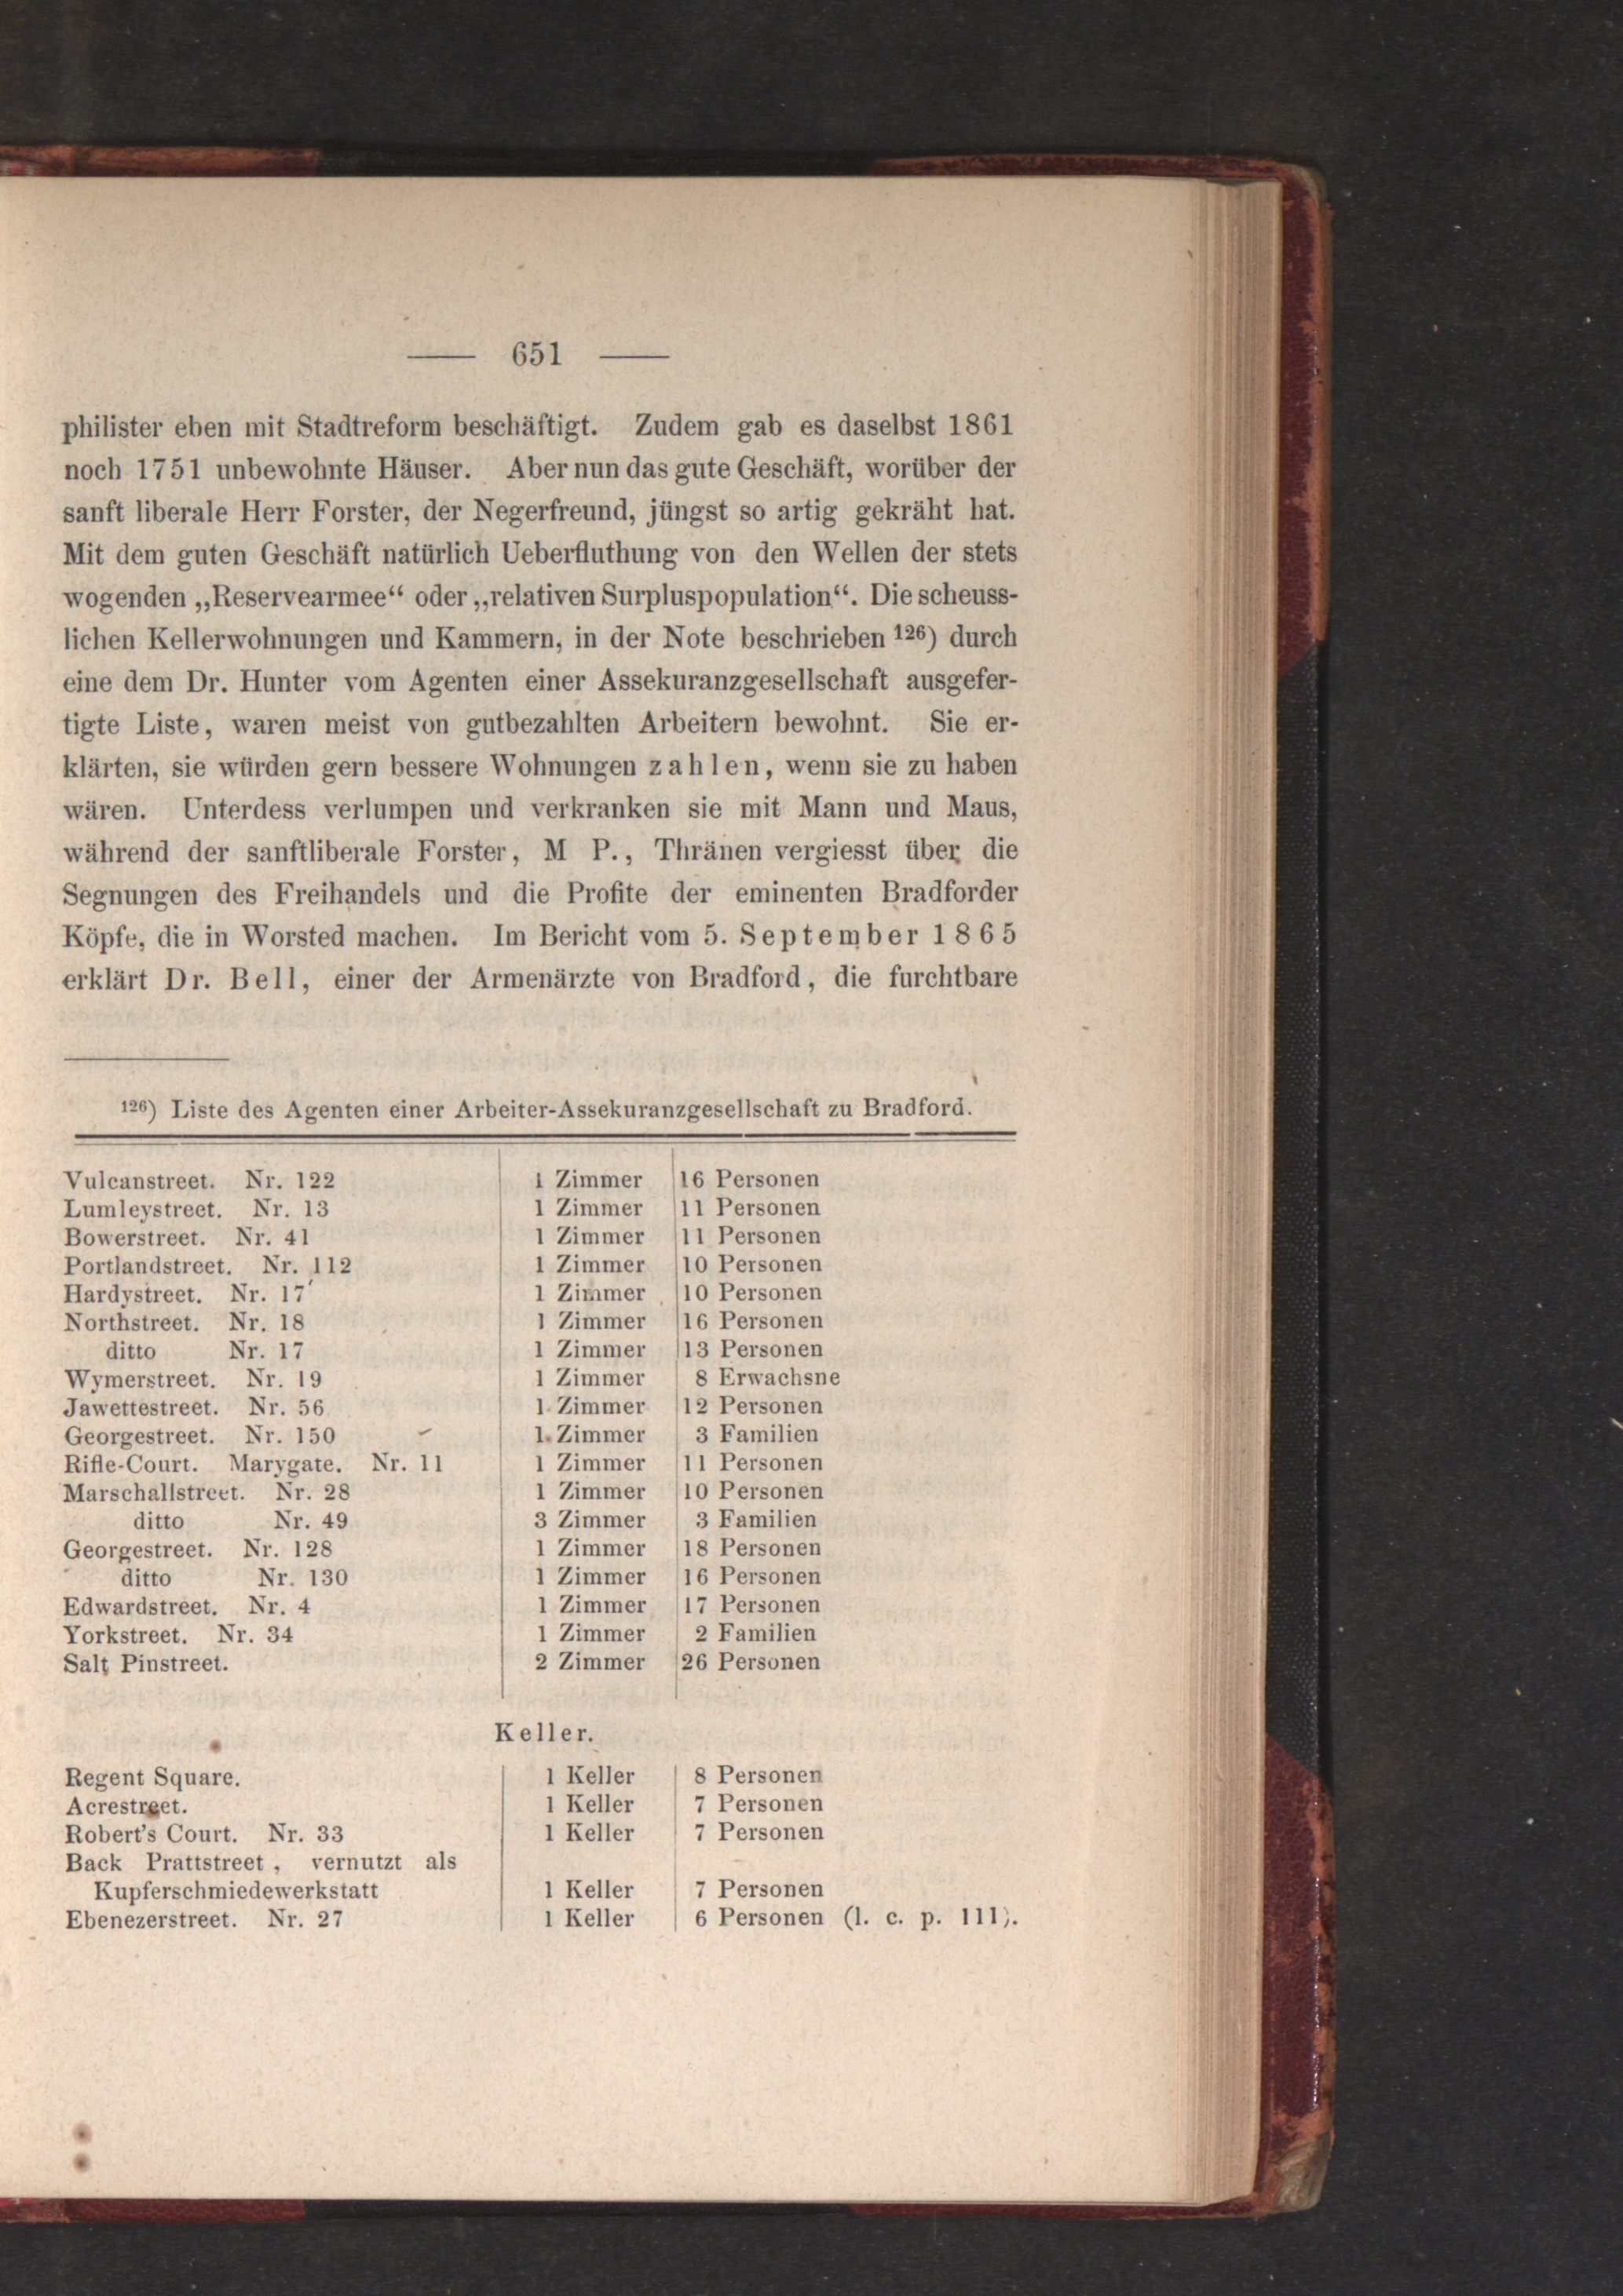 — 651 —
philister eben mit Stadtreform beschäftigt. Zudem gab es daselbst 1861
noch 1751 unbewohnte Häuser. Aber nun das gute Geschäft, worüber der
sanft liberale Herr Forster, der Negerfreund, jüngst so artig gekräht hat.
Mit dem guten Geschäft natürlich Ueberfluthung von den Wellen der stets
wogenden „Reservearmee“ oder „relativen Surpluspopulation“. Die scheuss-
lichen Kellerwohnungen und Kammern, in der Note beschrieben ¹²⁶) durch
eine dem Dr. Hunter vom Agenten einer Assekuranzgesellschaft ausgefer-
tigte Liste, waren meist von gutbezahlten Arbeitern bewohnt. Sie er-
klärten, sie würden gern bessere Wohnungen zahlen, wenn sie zu haben
wären. Unterdess verlumpen und verkranken sie mit Mann und Maus,
während der sanftliberale Forster, M P., Thränen vergiesst über die
Segnungen des Freihandels und die Profite der eminenten Bradforder
Köpfe, die in Worsted machen. Im Bericht vom 5. September 1865
erklärt Dr. Bell, einer der Armenärzte von Bradford, die furchtbare
¹²⁶) Liste des Agenten einer Arbeiter-Assekuranzgesellschaft zu Bradford.
Vulcanstreet. Nr. 122 1 Zimmer 16 Personen
Lumleystreet. Nr. 13 1 Zimmer 11 Personen
Bowerstreet. Nr. 41 1 Zimmer 11 Personen
Portlandstreet. Nr. 112 1 Zimmer 10 Personen
Hardystreet. Nr. 17 1 Zimmer 10 Personen
Northstreet. Nr. 18 1 Zimmer 16 Personen
ditto Nr. 17 1 Zimmer 13 Personen
Wymerstreet. Nr. 19 1 Zimmer 8 Erwachsne
Jawettestreet. Nr. 56 1 Zimmer 12 Personen
Georgestreet. Nr. 150 1 Zimmer 3 Familien
Rifle-Court. Marygate. Nr. 11 1 Zimmer 11 Personen
Marschallstreet. Nr. 28 1 Zimmer 10 Personen
ditto Nr. 49 3 Zimmer 3 Familien
Georgestreet. Nr. 128 1 Zimmer 18 Personen
ditto Nr. 130 1 Zimmer 16 Personen
Edwardstreet. Nr. 4 1 Zimmer 17 Personen
Yorkstreet. Nr. 34 1 Zimmer 2 Familien
Salt Pinstreet. 2 Zimmer 26 Personen
Keller.
Regent Square. 1 Keller 8 Personen
Acrestreet. 1 Keller 7 Personen
Robert's Court. Nr. 33 1 Keller 7 Personen
Back Prattstreet, vernutzt als
Kupferschmiedewerkstatt 1 Keller 7 Personen
Ebenezerstreet. Nr. 27 1 Keller 6 Personen (l. c. p. 111).